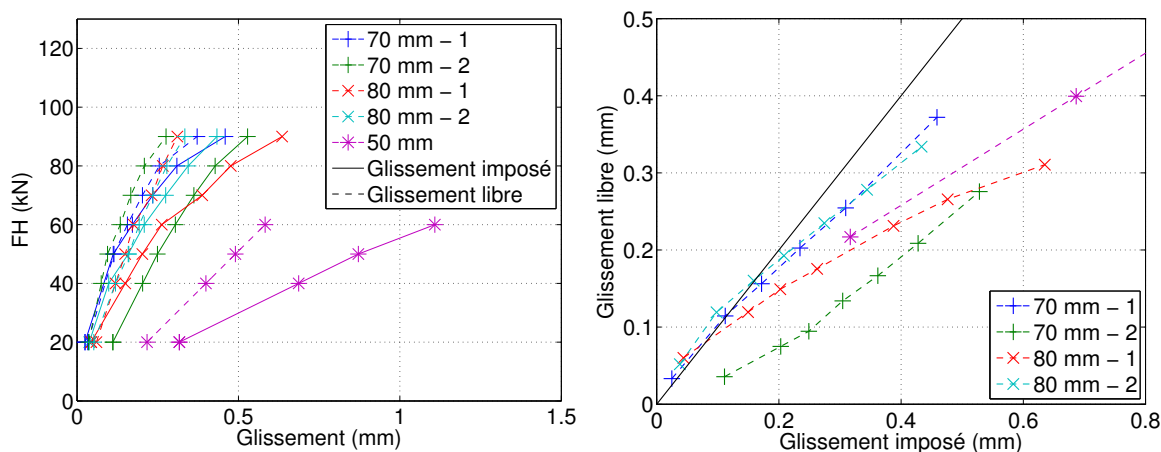 120
100
80
60
40
20
0
0
0.5
1
1.5
FH (kN)
Glissement (mm)
70 mm − 1
70 mm − 2
80 mm − 1
80 mm − 2
50 mm
Glissement imposé
Glissement libre
0.5
0.4
0.3
0.2
0.1
0
0
0.2
0.4
0.6
0.8
Glissement libre (mm)
Glissement imposé (mm)
70 mm − 1
70 mm − 2
80 mm − 1
80 mm − 2